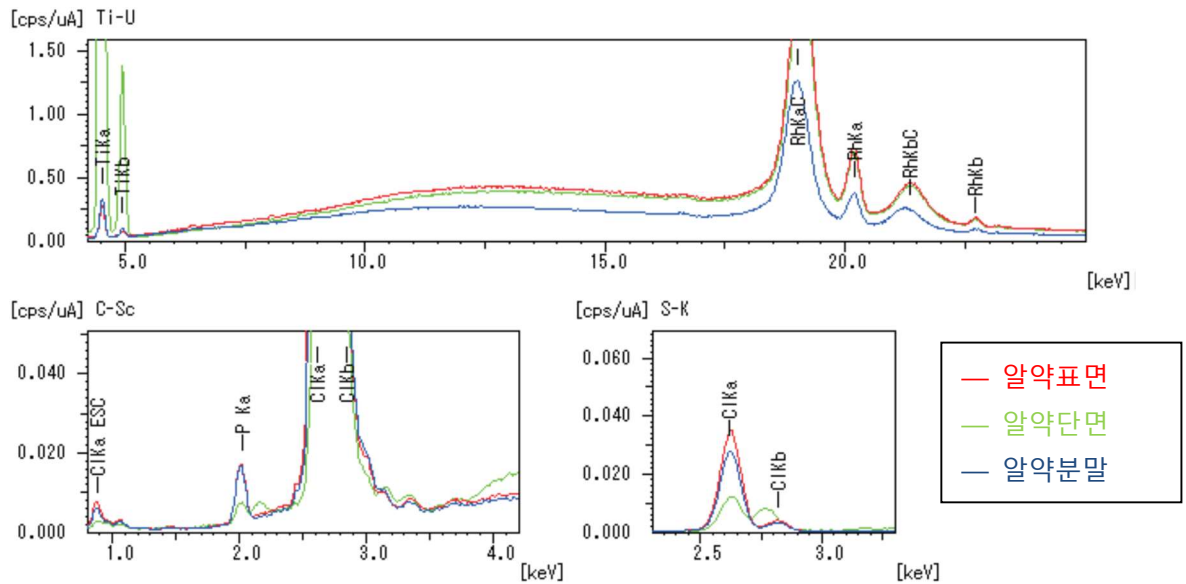 [cps/uA] Ti-U
1.50
1.00
0.50
0.00
TiKa
TiKb
RhKaC
RhKa
RhKbC
RhKb
5.0 10.0 15.0 20.0
[keV]
[cps/uA] C-Sc
0.040
0.020
0.000
ClKa ESC
P Ka
ClKa
ClKb
1.0 2.0 3.0 4.0
[keV]
[cps/uA] S-K
0.060
0.040
0.020
0.000
ClKa
ClKb
2.5 3.0
[keV]
알약표면
알약단면
알약분말